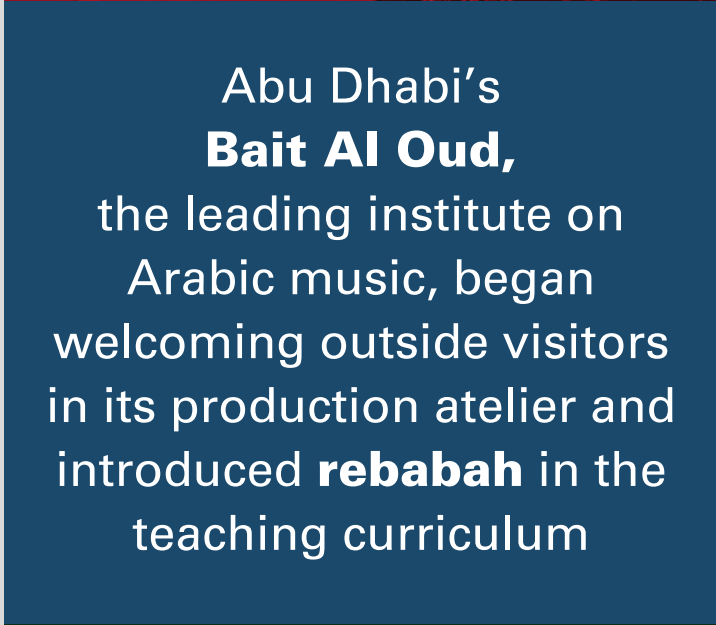 Abu Dhabi’s
Bait Al Oud,
the leading institute on
Arabic music, began
welcoming outside visitors
in its production atelier and
introduced rebabah in the
teaching curriculum